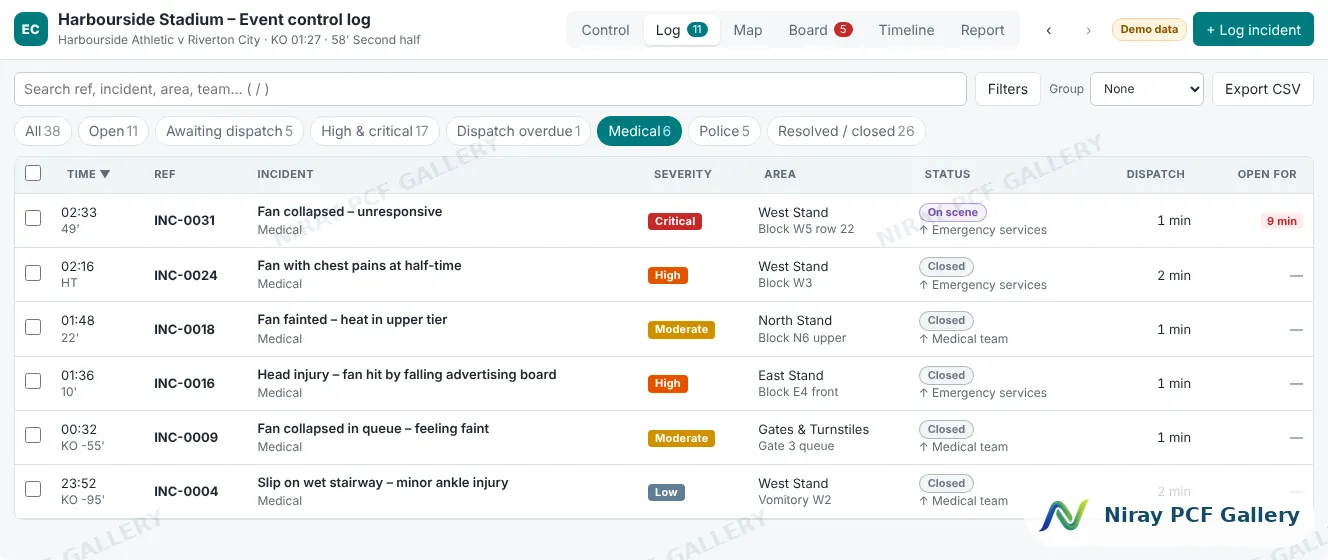 EC
Harbourside Stadium – Event control log
Harbourside Athletic v Riverton City · KO 01:27 · 58' Second half
Control
Log 11
Map
Board 5
Timeline
Report
‹
›
Demo data
+ Log incident
Search ref, incident, area, team... ( / )
Filters
Group
None
Export CSV
All 38
Open 11
Awaiting dispatch 5
High & critical 17
Dispatch overdue 1
Medical 6
Police 5
Resolved / closed 26
TIME ▼ REF INCIDENT SEVERITY AREA STATUS DISPATCH OPEN FOR
02:33
49'
INC-0031
Fan collapsed – unresponsive
Medical
Critical
West Stand
Block W5 row 22
On scene
↑ Emergency services
1 min
9 min
02:16
HT
INC-0024
Fan with chest pains at half-time
Medical
High
West Stand
Block W3
Closed
↑ Emergency services
2 min
—
01:48
22'
INC-0018
Fan fainted – heat in upper tier
Medical
Moderate
North Stand
Block N6 upper
Closed
↑ Medical team
1 min
—
01:36
10'
INC-0016
Head injury – fan hit by falling advertising board
Medical
High
East Stand
Block E4 front
Closed
↑ Emergency services
1 min
—
00:32
KO -55'
INC-0009
Fan collapsed in queue – feeling faint
Medical
Moderate
Gates & Turnstiles
Gate 3 queue
Closed
↑ Medical team
1 min
—
23:52
KO -95'
INC-0004
Slip on wet stairway – minor ankle injury
Medical
Low
West Stand
Vomitory W2
Closed
↑ Medical team
2 min
—
NIRAY PCF GALLERY
NIRAY PCF GALLERY
Niray PCF Gallery